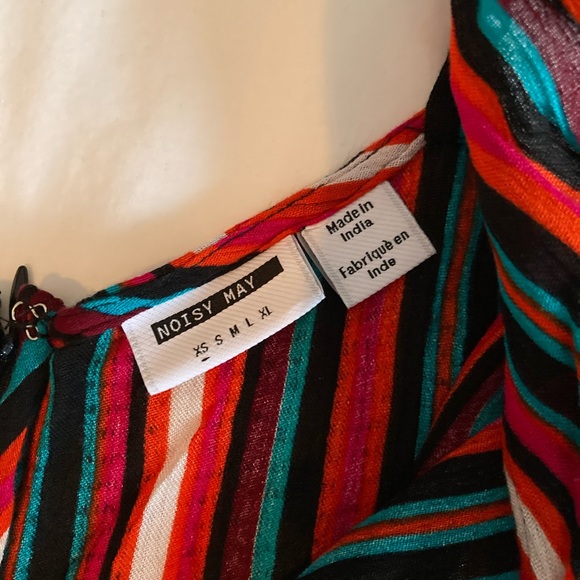 NOISY MAY
XS S M L XL
Made in
India
Fabriqué en
Inde